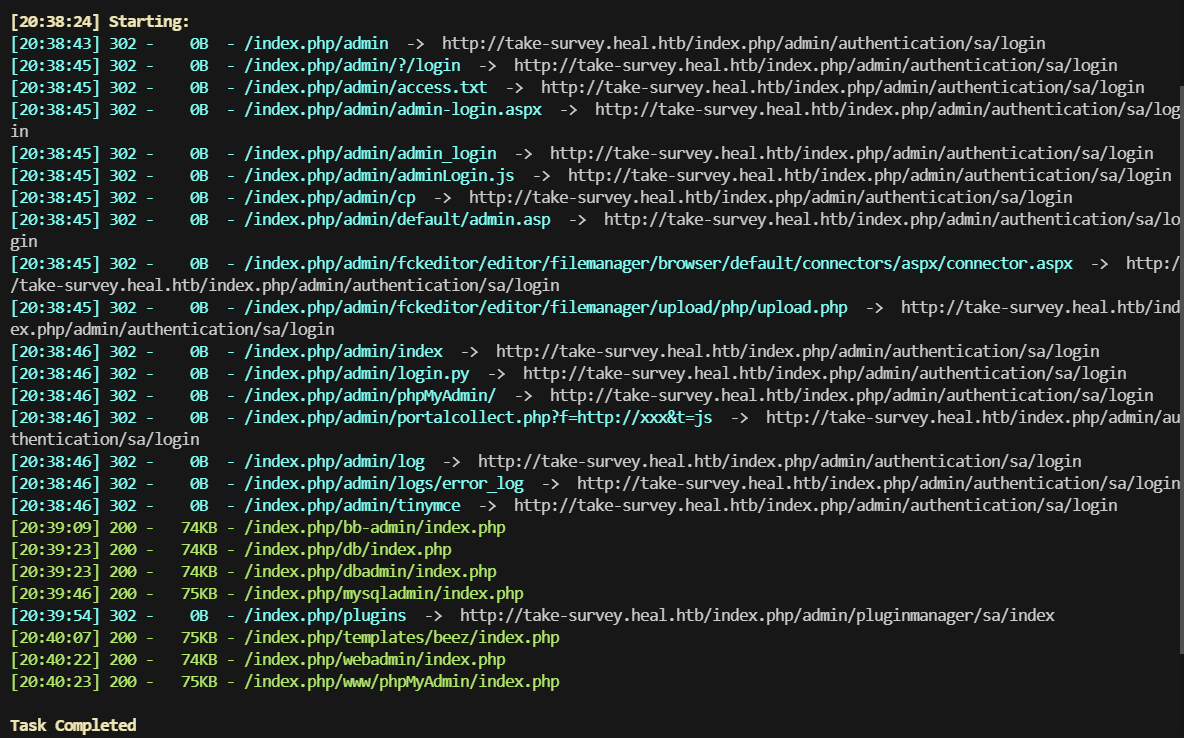 [20:38:24] Starting:
[20:38:43] 302 -    0B  - /index.php/admin  ->  http://take-survey.heal.htb/index.php/admin/authentication/sa/login
[20:38:45] 302 -    0B  - /index.php/admin/?/login  ->  http://take-survey.heal.htb/index.php/admin/authentication/sa/login
[20:38:45] 302 -    0B  - /index.php/admin/access.txt  ->  http://take-survey.heal.htb/index.php/admin/authentication/sa/login
[20:38:45] 302 -    0B  - /index.php/admin/admin-login.aspx  ->  http://take-survey.heal.htb/index.php/admin/authentication/sa/log
in
[20:38:45] 302 -    0B  - /index.php/admin/admin_login  ->  http://take-survey.heal.htb/index.php/admin/authentication/sa/login
[20:38:45] 302 -    0B  - /index.php/admin/adminLogin.js  ->  http://take-survey.heal.htb/index.php/admin/authentication/sa/login
[20:38:45] 302 -    0B  - /index.php/admin/cp  ->  http://take-survey.heal.htb/index.php/admin/authentication/sa/login
[20:38:45] 302 -    0B  - /index.php/admin/default/admin.asp  ->  http://take-survey.heal.htb/index.php/admin/authentication/sa/lo
gin
[20:38:45] 302 -    0B  - /index.php/admin/fckeditor/editor/filemanager/browser/default/connectors/aspx/connector.aspx  ->  http:/
/take-survey.heal.htb/index.php/admin/authentication/sa/login
[20:38:45] 302 -    0B  - /index.php/admin/fckeditor/editor/filemanager/upload/php/upload.php  ->  http://take-survey.heal.htb/ind
ex.php/admin/authentication/sa/login
[20:38:46] 302 -    0B  - /index.php/admin/index  ->  http://take-survey.heal.htb/index.php/admin/authentication/sa/login
[20:38:46] 302 -    0B  - /index.php/admin/login.py  ->  http://take-survey.heal.htb/index.php/admin/authentication/sa/login
[20:38:46] 302 -    0B  - /index.php/admin/phpMyAdmin/  ->  http://take-survey.heal.htb/index.php/admin/authentication/sa/login
[20:38:46] 302 -    0B  - /index.php/admin/portalcollect.php?f=http://xxx&t=js  ->  http://take-survey.heal.htb/index.php/admin/au
thentication/sa/login
[20:38:46] 302 -    0B  - /index.php/admin/log  ->  http://take-survey.heal.htb/index.php/admin/authentication/sa/login
[20:38:46] 302 -    0B  - /index.php/admin/logs/error_log  ->  http://take-survey.heal.htb/index.php/admin/authentication/sa/login
[20:38:46] 302 -    0B  - /index.php/admin/tinymce  ->  http://take-survey.heal.htb/index.php/admin/authentication/sa/login
[20:39:09] 200 -   74KB - /index.php/bb-admin/index.php
[20:39:23] 200 -   74KB - /index.php/db/index.php
[20:39:23] 200 -   74KB - /index.php/dbadmin/index.php
[20:39:46] 200 -   75KB - /index.php/mysqladmin/index.php
[20:39:54] 302 -    0B  - /index.php/plugins  ->  http://take-survey.heal.htb/index.php/admin/pluginmanager/sa/index
[20:40:07] 200 -   75KB - /index.php/templates/beez/index.php
[20:40:22] 200 -   74KB - /index.php/webadmin/index.php
[20:40:23] 200 -   75KB - /index.php/www/phpMyAdmin/index.php
Task Completed